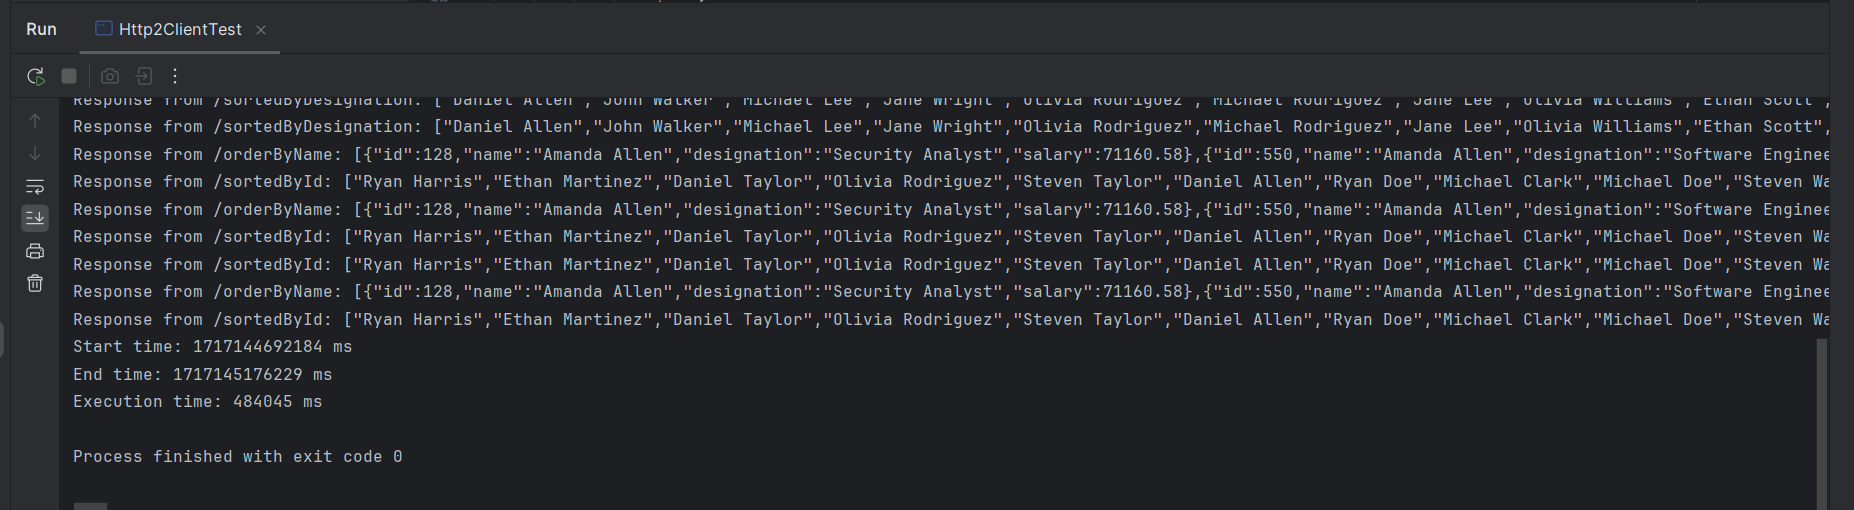 Run
Http2ClientTest
Response from /sortedByDesignation: ["Daniel Allen","John Walker","Michael Lee","Jane Wright","Olivia Rodriguez","Michael Rodriguez","Jane Lee","Olivia Williams","Ethan Scott",
Response from /sortedByDesignation: ["Daniel Allen","John Walker","Michael Lee","Jane Wright","Olivia Rodriguez","Michael Rodriguez","Jane Lee","Olivia Williams","Ethan Scott",
Response from /orderByName: [{"id":128,"name":"Amanda Allen","designation":"Security Analyst","salary":71160.58},{"id":550,"name":"Amanda Allen","designation":"Software Enginee
Response from /sortedById: ["Ryan Harris","Ethan Martinez","Daniel Taylor","Olivia Rodriguez","Steven Taylor","Daniel Allen","Ryan Doe","Michael Clark","Michael Doe","Steven Wa
Response from /orderByName: [{"id":128,"name":"Amanda Allen","designation":"Security Analyst","salary":71160.58},{"id":550,"name":"Amanda Allen","designation":"Software Enginee
Response from /sortedById: ["Ryan Harris","Ethan Martinez","Daniel Taylor","Olivia Rodriguez","Steven Taylor","Daniel Allen","Ryan Doe","Michael Clark","Michael Doe","Steven Wa
Response from /sortedById: ["Ryan Harris","Ethan Martinez","Daniel Taylor","Olivia Rodriguez","Steven Taylor","Daniel Allen","Ryan Doe","Michael Clark","Michael Doe","Steven Wa
Response from /orderByName: [{"id":128,"name":"Amanda Allen","designation":"Security Analyst","salary":71160.58},{"id":550,"name":"Amanda Allen","designation":"Software Enginee
Response from /sortedById: ["Ryan Harris","Ethan Martinez","Daniel Taylor","Olivia Rodriguez","Steven Taylor","Daniel Allen","Ryan Doe","Michael Clark","Michael Doe","Steven Wa
Start time: 1717144692184 ms
End time: 1717145176229 ms
Execution time: 484045 ms
Process finished with exit code 0